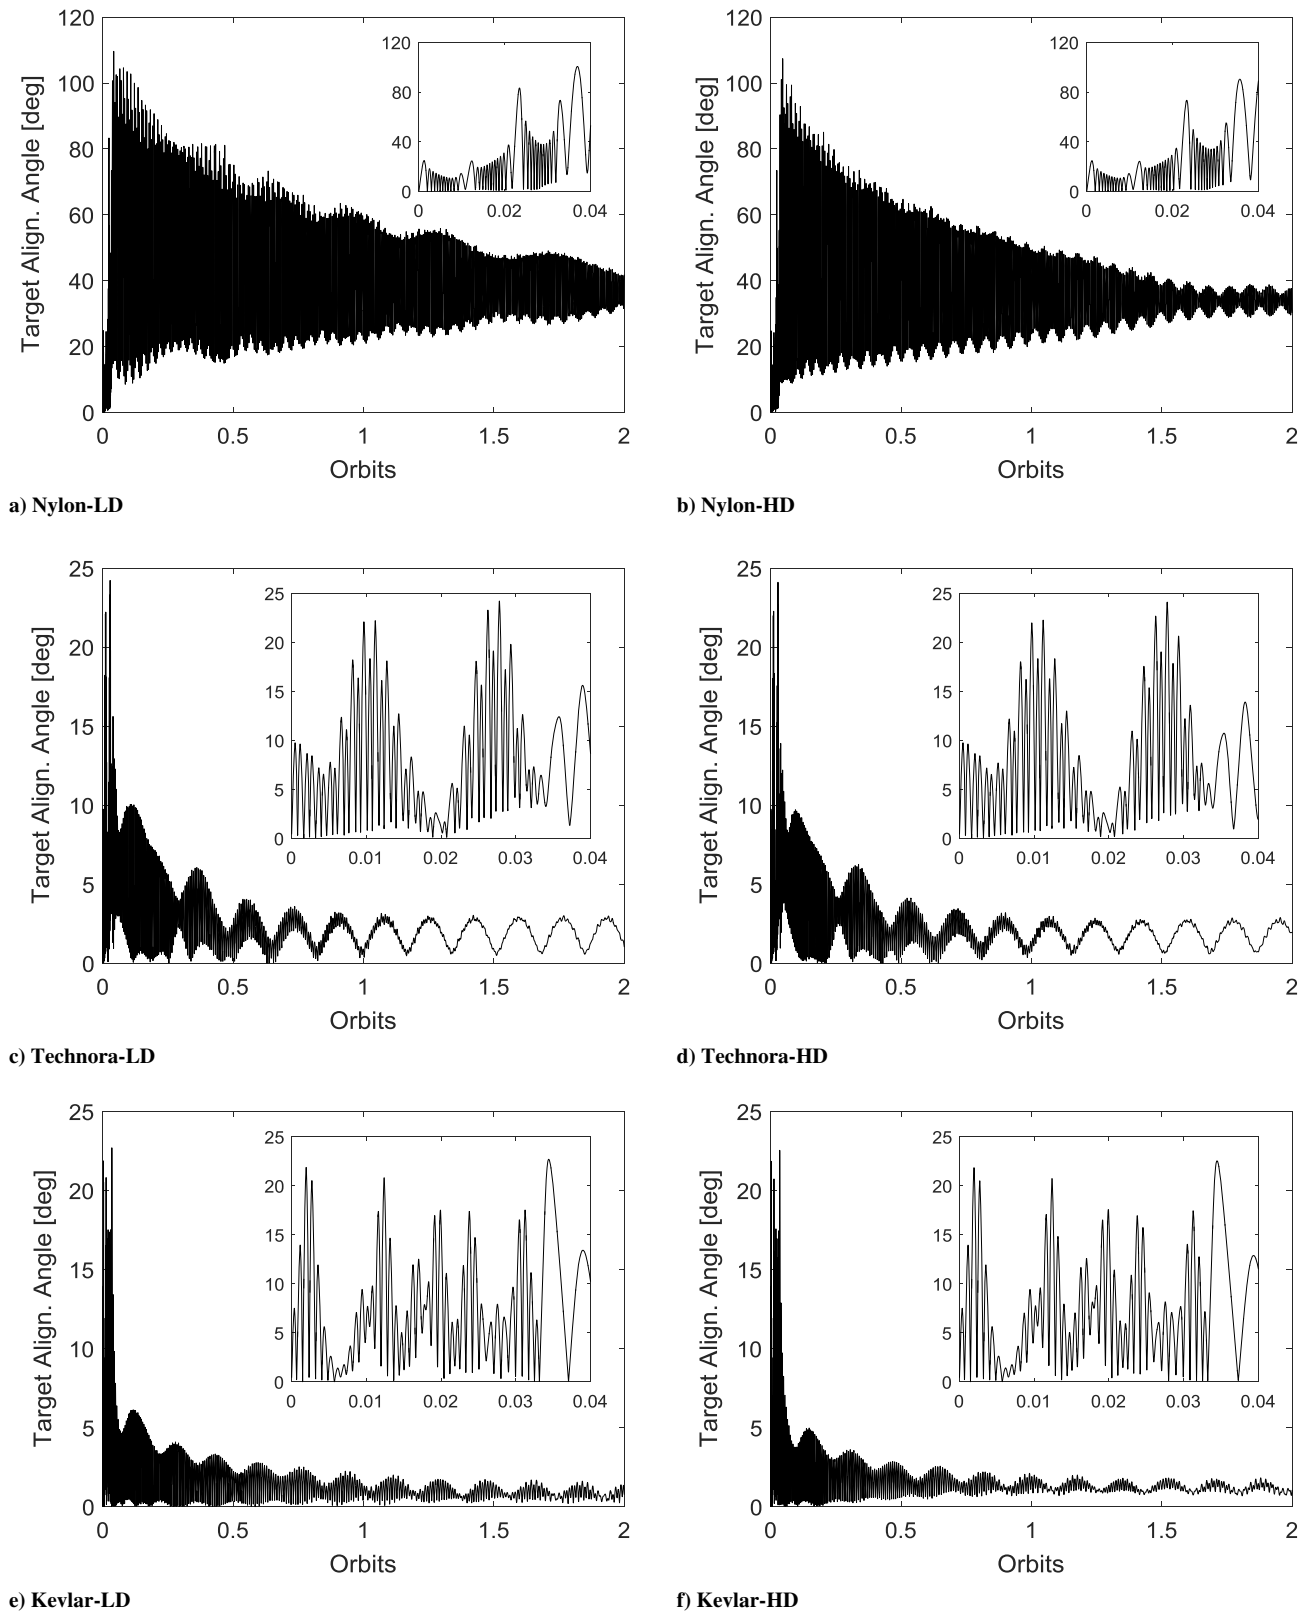 120
100
80
60
40
20
0
Target Align. Angle [deg]
120
80
40
0
0 0.02 0.04
0 0.5 1 1.5 2
Orbits
a) Nylon-LD
120
100
80
60
40
20
0
Target Align. Angle [deg]
120
80
40
0
0 0.02 0.04
0 0.5 1 1.5 2
Orbits
b) Nylon-HD
25
20
15
10
5
0
Target Align. Angle [deg]
25
20
15
10
5
0
0 0.01 0.02 0.03 0.04
0 0.5 1 1.5 2
Orbits
c) Technora-LD
25
20
15
10
5
0
Target Align. Angle [deg]
25
20
15
10
5
0
0 0.01 0.02 0.03 0.04
0 0.5 1 1.5 2
Orbits
d) Technora-HD
25
20
15
10
5
0
Target Align. Angle [deg]
25
20
15
10
5
0
0 0.01 0.02 0.03 0.04
0 0.5 1 1.5 2
Orbits
e) Kevlar-LD
25
20
15
10
5
0
Target Align. Angle [deg]
25
20
15
10
5
0
0 0.01 0.02 0.03 0.04
0 0.5 1 1.5 2
Orbits
f) Kevlar-HD